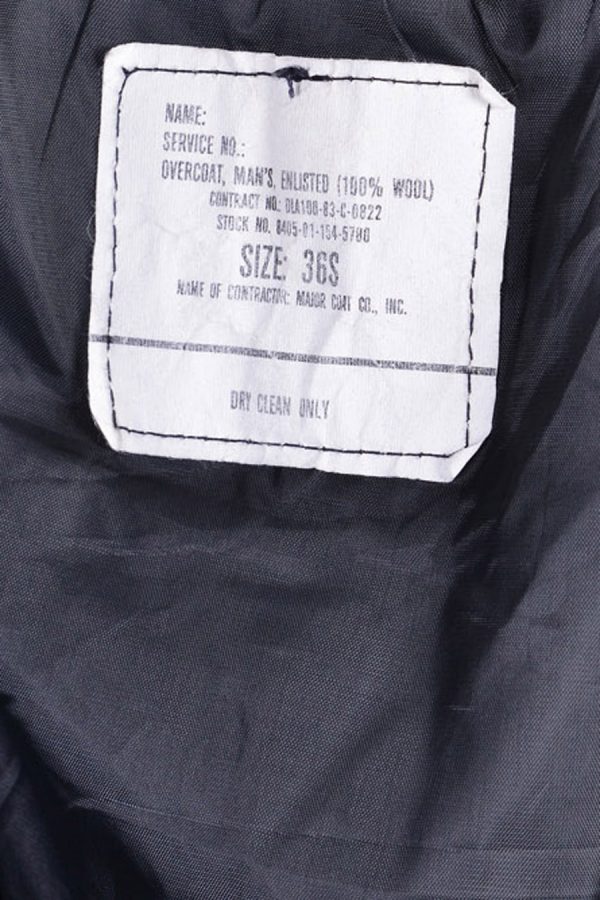 NAME:
SERVICE NO.:
OVERCOAT, MAN'S, ENLISTED (100% WOOL)
CONTRACT NO: DLA100-83-C-0822
STOCK NO. 8405-01-154-5780
SIZE: 36S
NAME OF CONTRACTOR: MAJOR COAT CO., INC.
DRY CLEAN ONLY